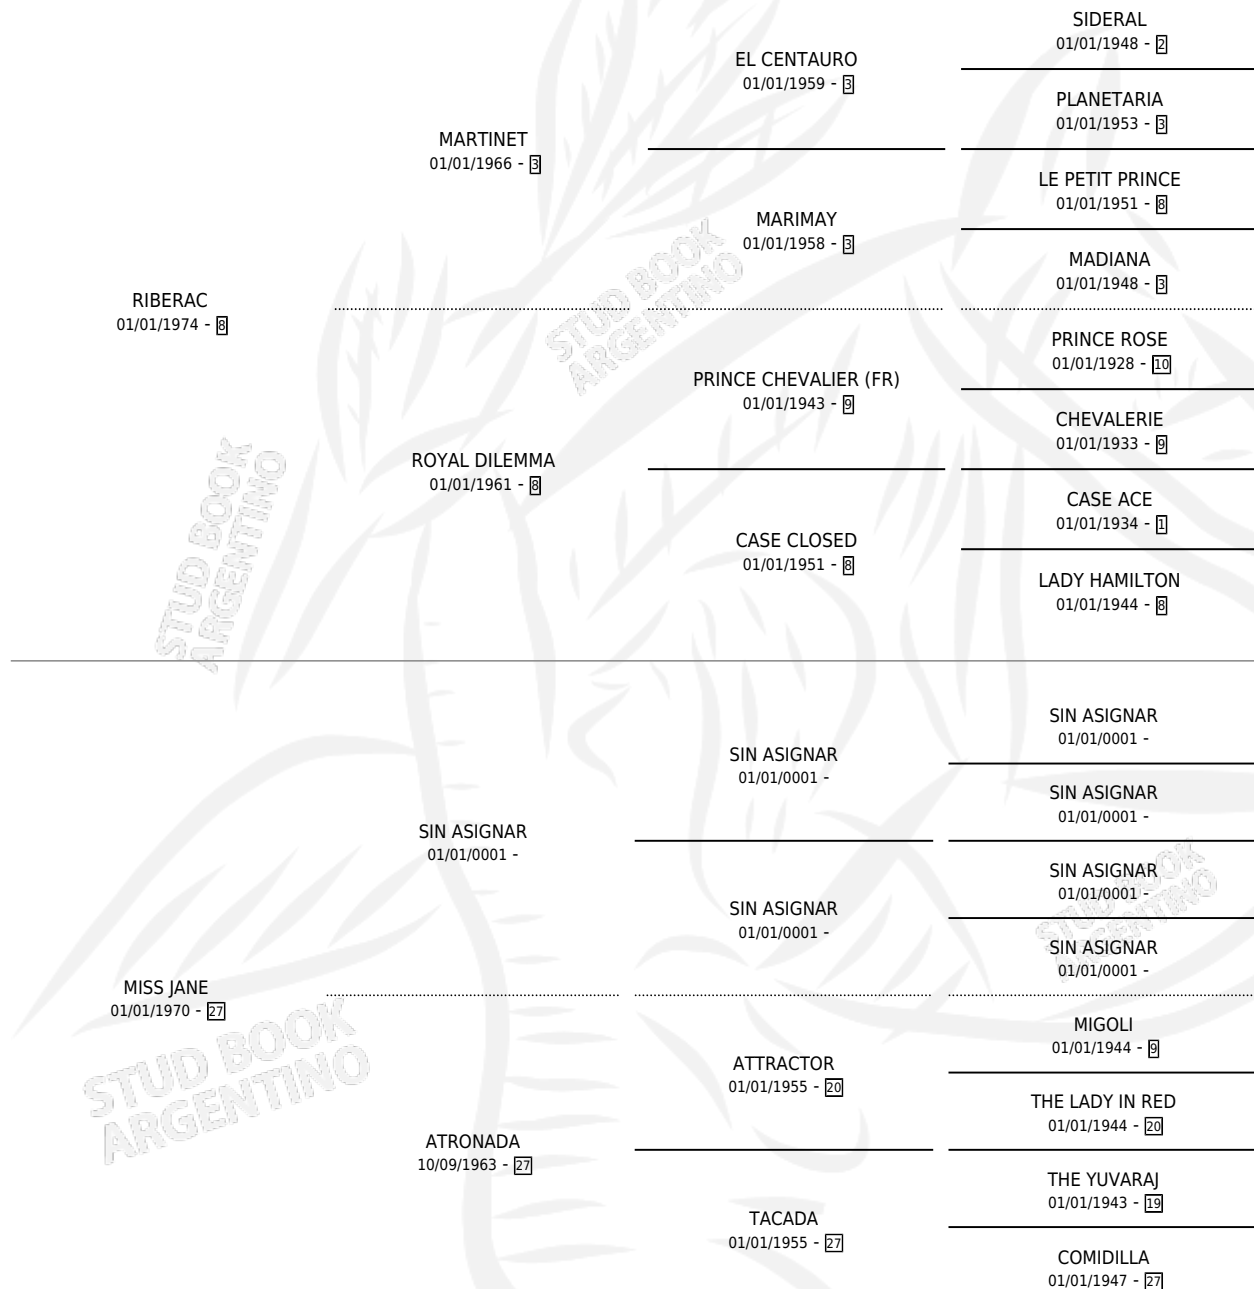 SIDERAL
01/01/1948 - 2
EL CENTAURO
01/01/1959 - 3
PLANETARIA
01/01/1953 - 3
MARTINET
01/01/1966 - 3
LE PETIT PRINCE
01/01/1951 - 8
MARIMAY
01/01/1958 - 3
MADIANA
01/01/1948 - 3
RIBERAC
01/01/1974 - 8
PRINCE ROSE
01/01/1928 - 10
PRINCE CHEVALIER (FR)
01/01/1943 - 9
CHEVALERIE
01/01/1933 - 9
ROYAL DILEMMA
01/01/1961 - 8
CASE ACE
01/01/1934 - 1
CASE CLOSED
01/01/1951 - 8
LADY HAMILTON
01/01/1944 - 8
SIN ASIGNAR
01/01/0001 -
SIN ASIGNAR
01/01/0001 -
SIN ASIGNAR
01/01/0001 -
SIN ASIGNAR
01/01/0001 -
SIN ASIGNAR
01/01/0001 -
SIN ASIGNAR
01/01/0001 -
SIN ASIGNAR
01/01/0001 -
MISS JANE
01/01/1970 - 27
MIGOLI
01/01/1944 - 9
ATTRACTOR
01/01/1955 - 20
THE LADY IN RED
01/01/1944 - 20
ATRONADA
10/09/1963 - 27
THE YUVARAJ
01/01/1943 - 19
TACADA
01/01/1955 - 27
COMIDILLA
01/01/1947 - 27
STUD BOOK
ARGENTINO
STUD BOOK
ARGENTINO
STUD BOOK
ARGENTINO
STUD BOOK
ARGENTINO